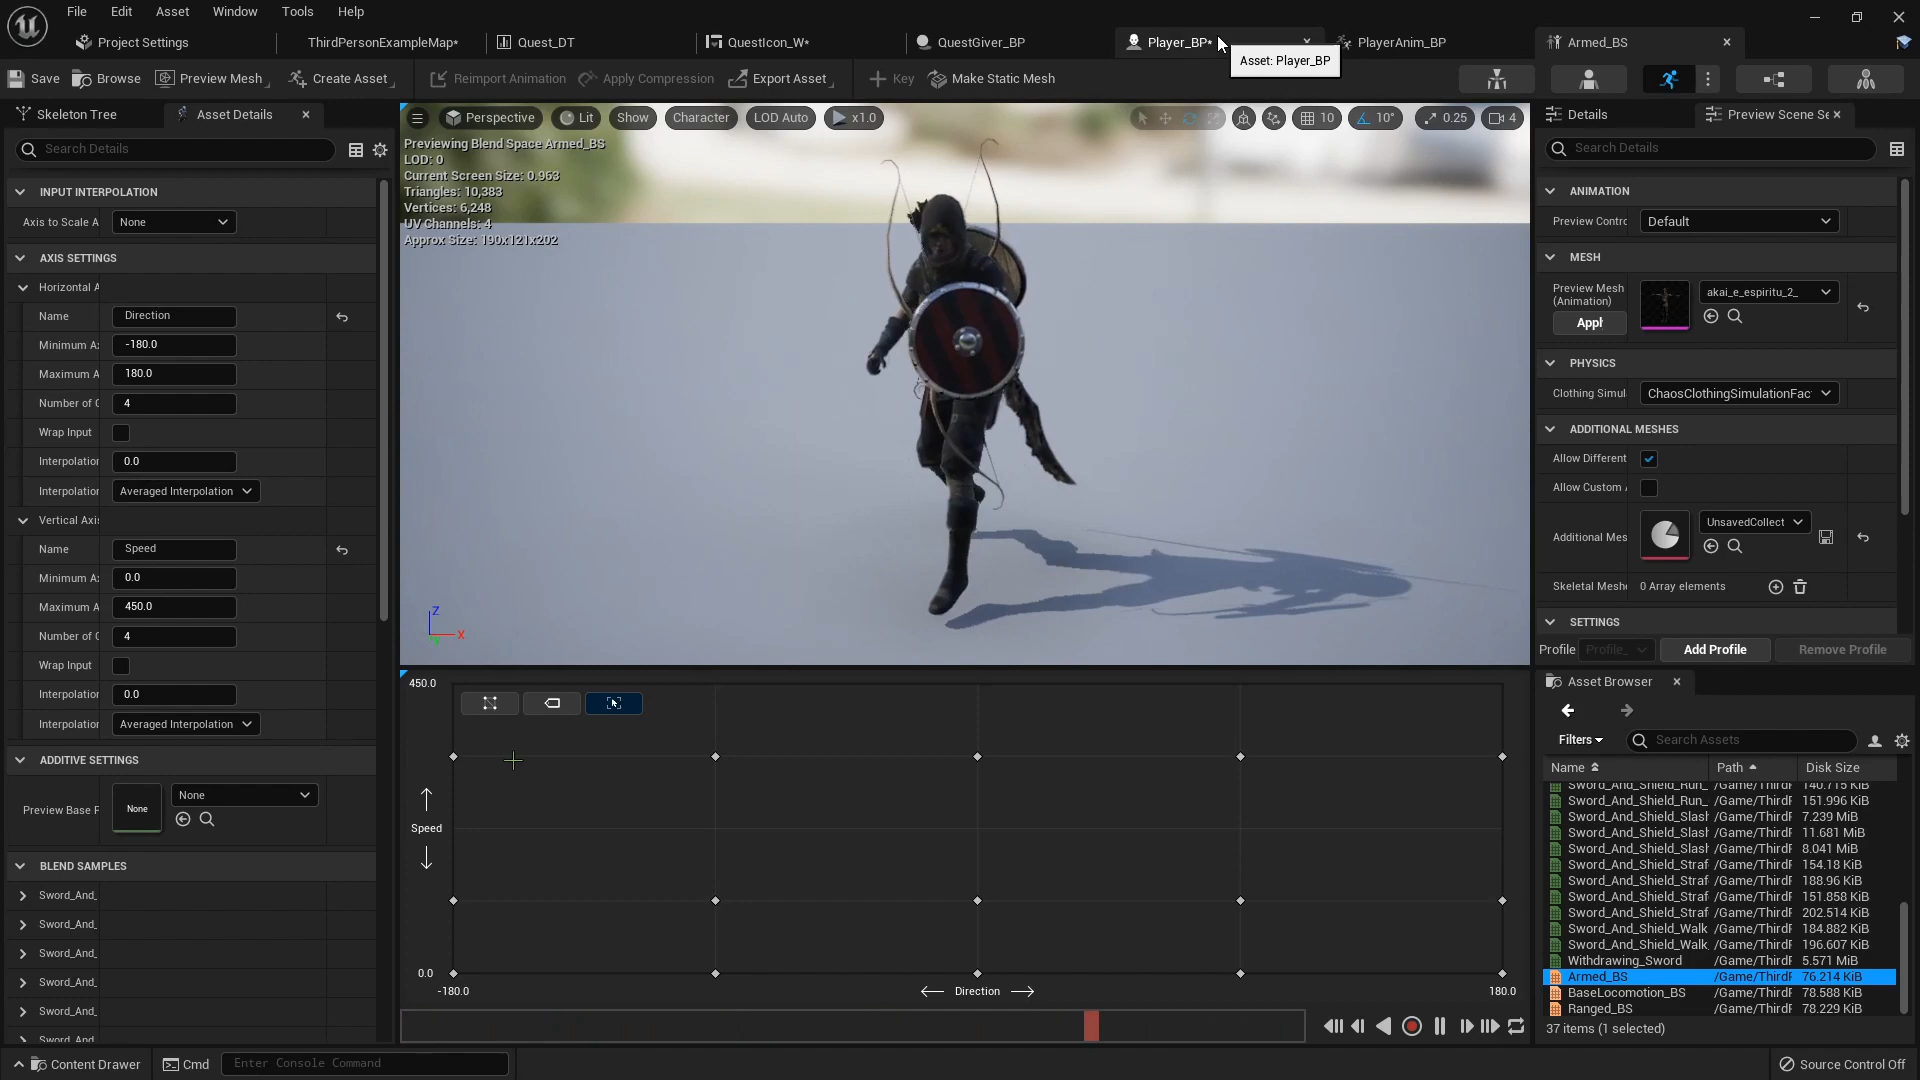 File Edit Asset Window Tools Help
Project Settings ThirdPersonExampleMap* Quest_DT QuestIcon_W* QuestGiver_BP Player_BP* PlayerAnim_BP Armed_BS
Asset: Player_BP
Save Browse Preview Mesh Create Asset Reimport Animation Apply Compression Export Asset Key Make Static Mesh
Skeleton Tree Asset Details
Search Details
INPUT INTERPOLATION
Axis to Scale A None
AXIS SETTINGS
Horizontal A
Name Direction
Minimum A: -180.0
Maximum A 180.0
Number of G 4
Wrap Input
Interpolation 0.0
Interpolation Averaged Interpolation
Vertical Axis
Name Speed
Minimum A: 0.0
Maximum A 450.0
Number of G 4
Wrap Input
Interpolation 0.0
Interpolation Averaged Interpolation
ADDITIVE SETTINGS
Preview Base P None None
BLEND SAMPLES
Sword_And_
Sword_And_
Sword_And_
Sword_And_
Sword_And_
Sword_And_
Perspective Lit Show Character LOD Auto x1.0 10 10° 0.25 4
Previewing Blend Space Armed_BS
LOD: 0
Current Screen Size: 0.953
Triangles: 10,383
Vertices: 6,248
UV Channels: 4
Approx Size: 190x121x202
Z
X
450.0
Speed
0.0
-180.0 Direction 180.0
Details Preview Scene Se
Search Details
ANIMATION
Preview Contro Default
MESH
Preview Mesh
(Animation)
Appl akai_e_espiritu_2_
PHYSICS
Clothing Simul ChaosClothingSimulationFac
ADDITIONAL MESHES
Allow Different
Allow Custom
Additional Mes UnsavedCollect
Skeletal Meshe 0 Array elements
SETTINGS
Profile Profile_ Add Profile Remove Profile
Asset Browser
Filters Search Assets
Name Path Disk Size
Sword_And_Shield_Run_ /Game/ThirdP 140.715 KiB
Sword_And_Shield_Run_ /Game/ThirdP 151.996 KiB
Sword_And_Shield_Slash /Game/ThirdP 7.239 MiB
Sword_And_Shield_Slash /Game/ThirdP 11.681 MiB
Sword_And_Shield_Slash /Game/ThirdP 8.041 MiB
Sword_And_Shield_Straf /Game/ThirdP 154.18 KiB
Sword_And_Shield_Straf /Game/ThirdP 188.96 KiB
Sword_And_Shield_Straf /Game/ThirdP 151.858 KiB
Sword_And_Shield_Straf /Game/ThirdP 202.514 KiB
Sword_And_Shield_Walk /Game/ThirdP 184.882 KiB
Sword_And_Shield_Walk_ /Game/ThirdP 196.607 KiB
Withdrawing_Sword /Game/ThirdP 5.571 MiB
Armed_BS /Game/ThirdP 76.214 KiB
BaseLocomotion_BS /Game/ThirdP 78.588 KiB
Ranged_BS /Game/ThirdP 78.229 KiB
37 items (1 selected)
Content Drawer Cmd Enter Console Command Source Control Off